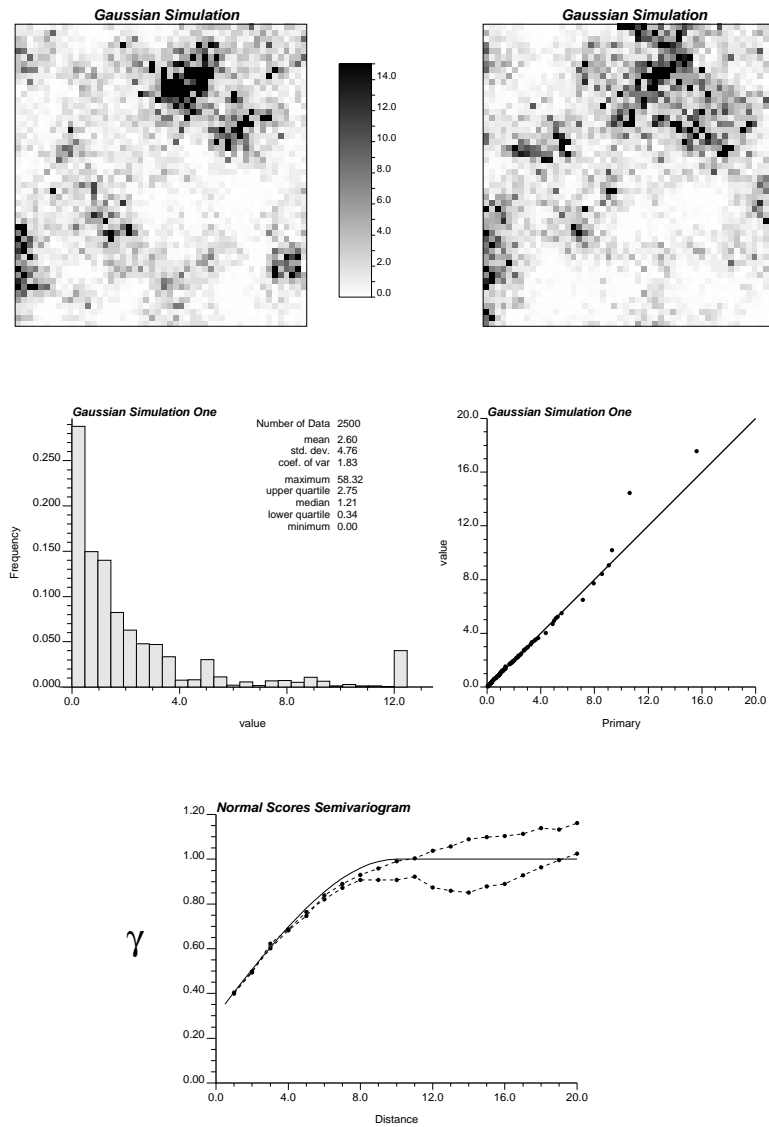 Gaussian Simulation
14.0
12.0
10.0
8.0
6.0
4.0
2.0
0.0
Gaussian Simulation
Gaussian Simulation One
Frequency
0.250
0.200
0.150
0.100
0.050
0.000
0.0
4.0
8.0
12.0
value
Number of Data 2500
mean 2.60
std. dev. 4.76
coef. of var 1.83
maximum 58.32
upper quartile 2.75
median 1.21
lower quartile 0.34
minimum 0.00
Gaussian Simulation One
value
20.0
16.0
12.0
8.0
4.0
0.0
0.0
4.0
8.0
12.0
16.0
20.0
Primary
Normal Scores Semivariogram
γ
1.20
1.00
0.80
0.60
0.40
0.20
0.00
0.0
4.0
8.0
12.0
16.0
20.0
Distance